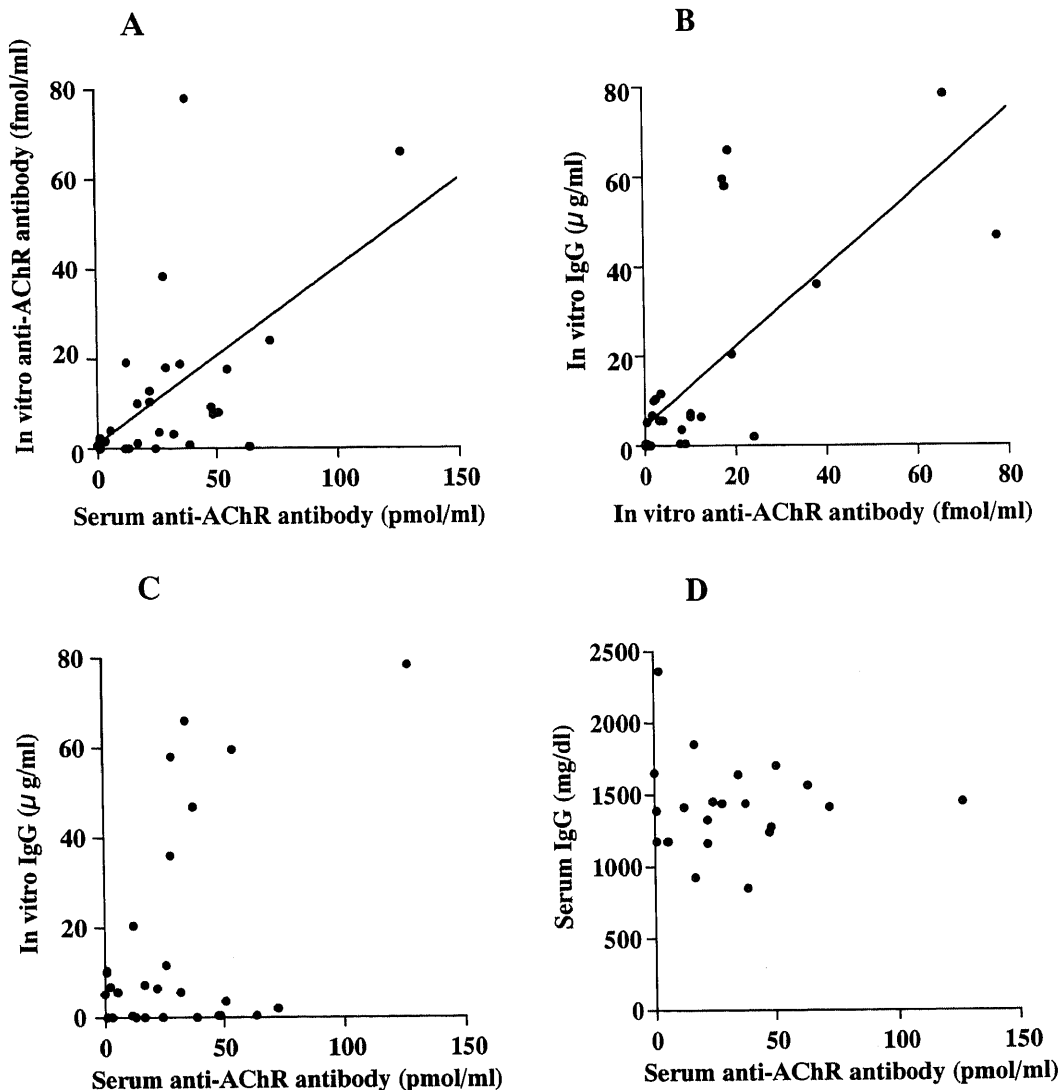 A
In vitro anti-AChR antibody (fmol/ml)
80
60
40
20
0
0 50 100 150
Serum anti-AChR antibody (pmol/ml)
B
In vitro IgG (μg/ml)
80
60
40
20
0
0 20 40 60 80
In vitro anti-AChR antibody (fmol/ml)
C
In vitro IgG (μg/ml)
80
60
40
20
0
0 50 100 150
Serum anti-AChR antibody (pmol/ml)
D
Serum IgG (mg/dl)
2500
2000
1500
1000
500
0
0 50 100 150
Serum anti-AChR antibody (pmol/ml)